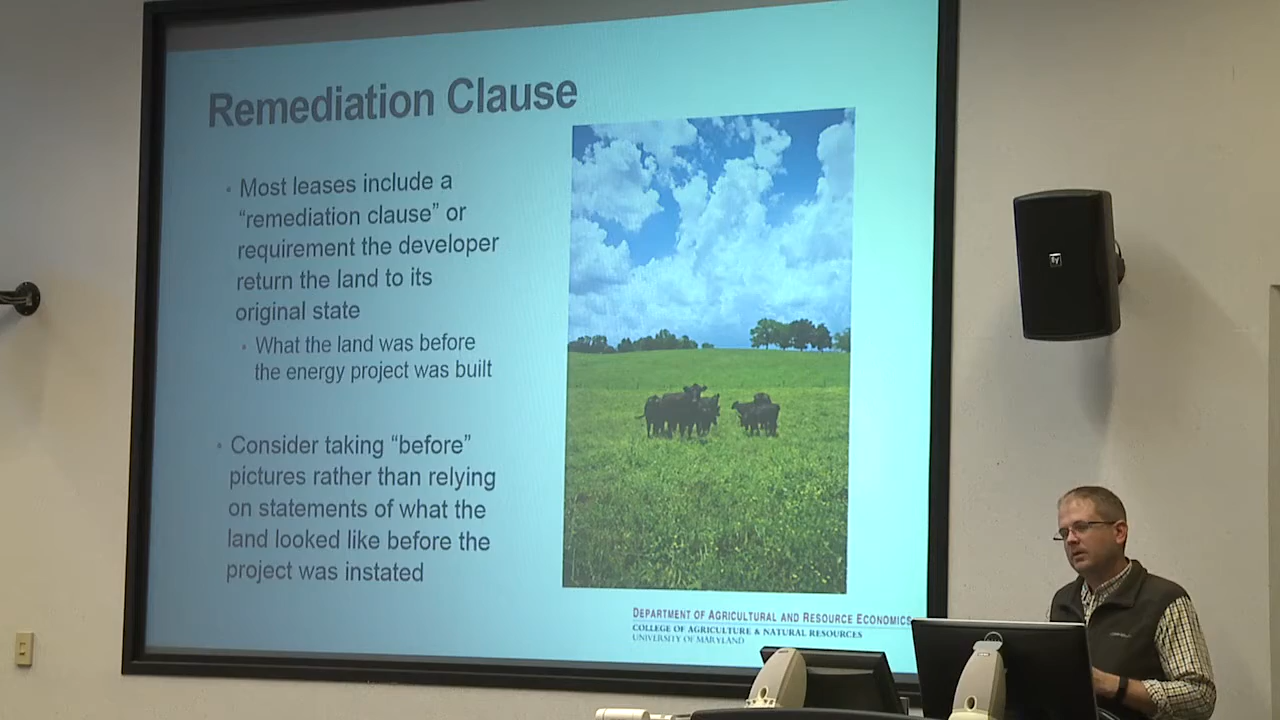 Remediation Clause
Most leases include a
“remediation clause” or
requirement the developer
return the land to its
original state
What the land was before
the energy project was built
Consider taking “before”
pictures rather than relying
on statements of what the
land looked like before the
project was instated
DEPARTMENT OF AGRICULTURAL AND RESOURCE ECONOMICS
COLLEGE OF AGRICULTURE & NATURAL RESOURCES
UNIVERSITY OF MARYLAND